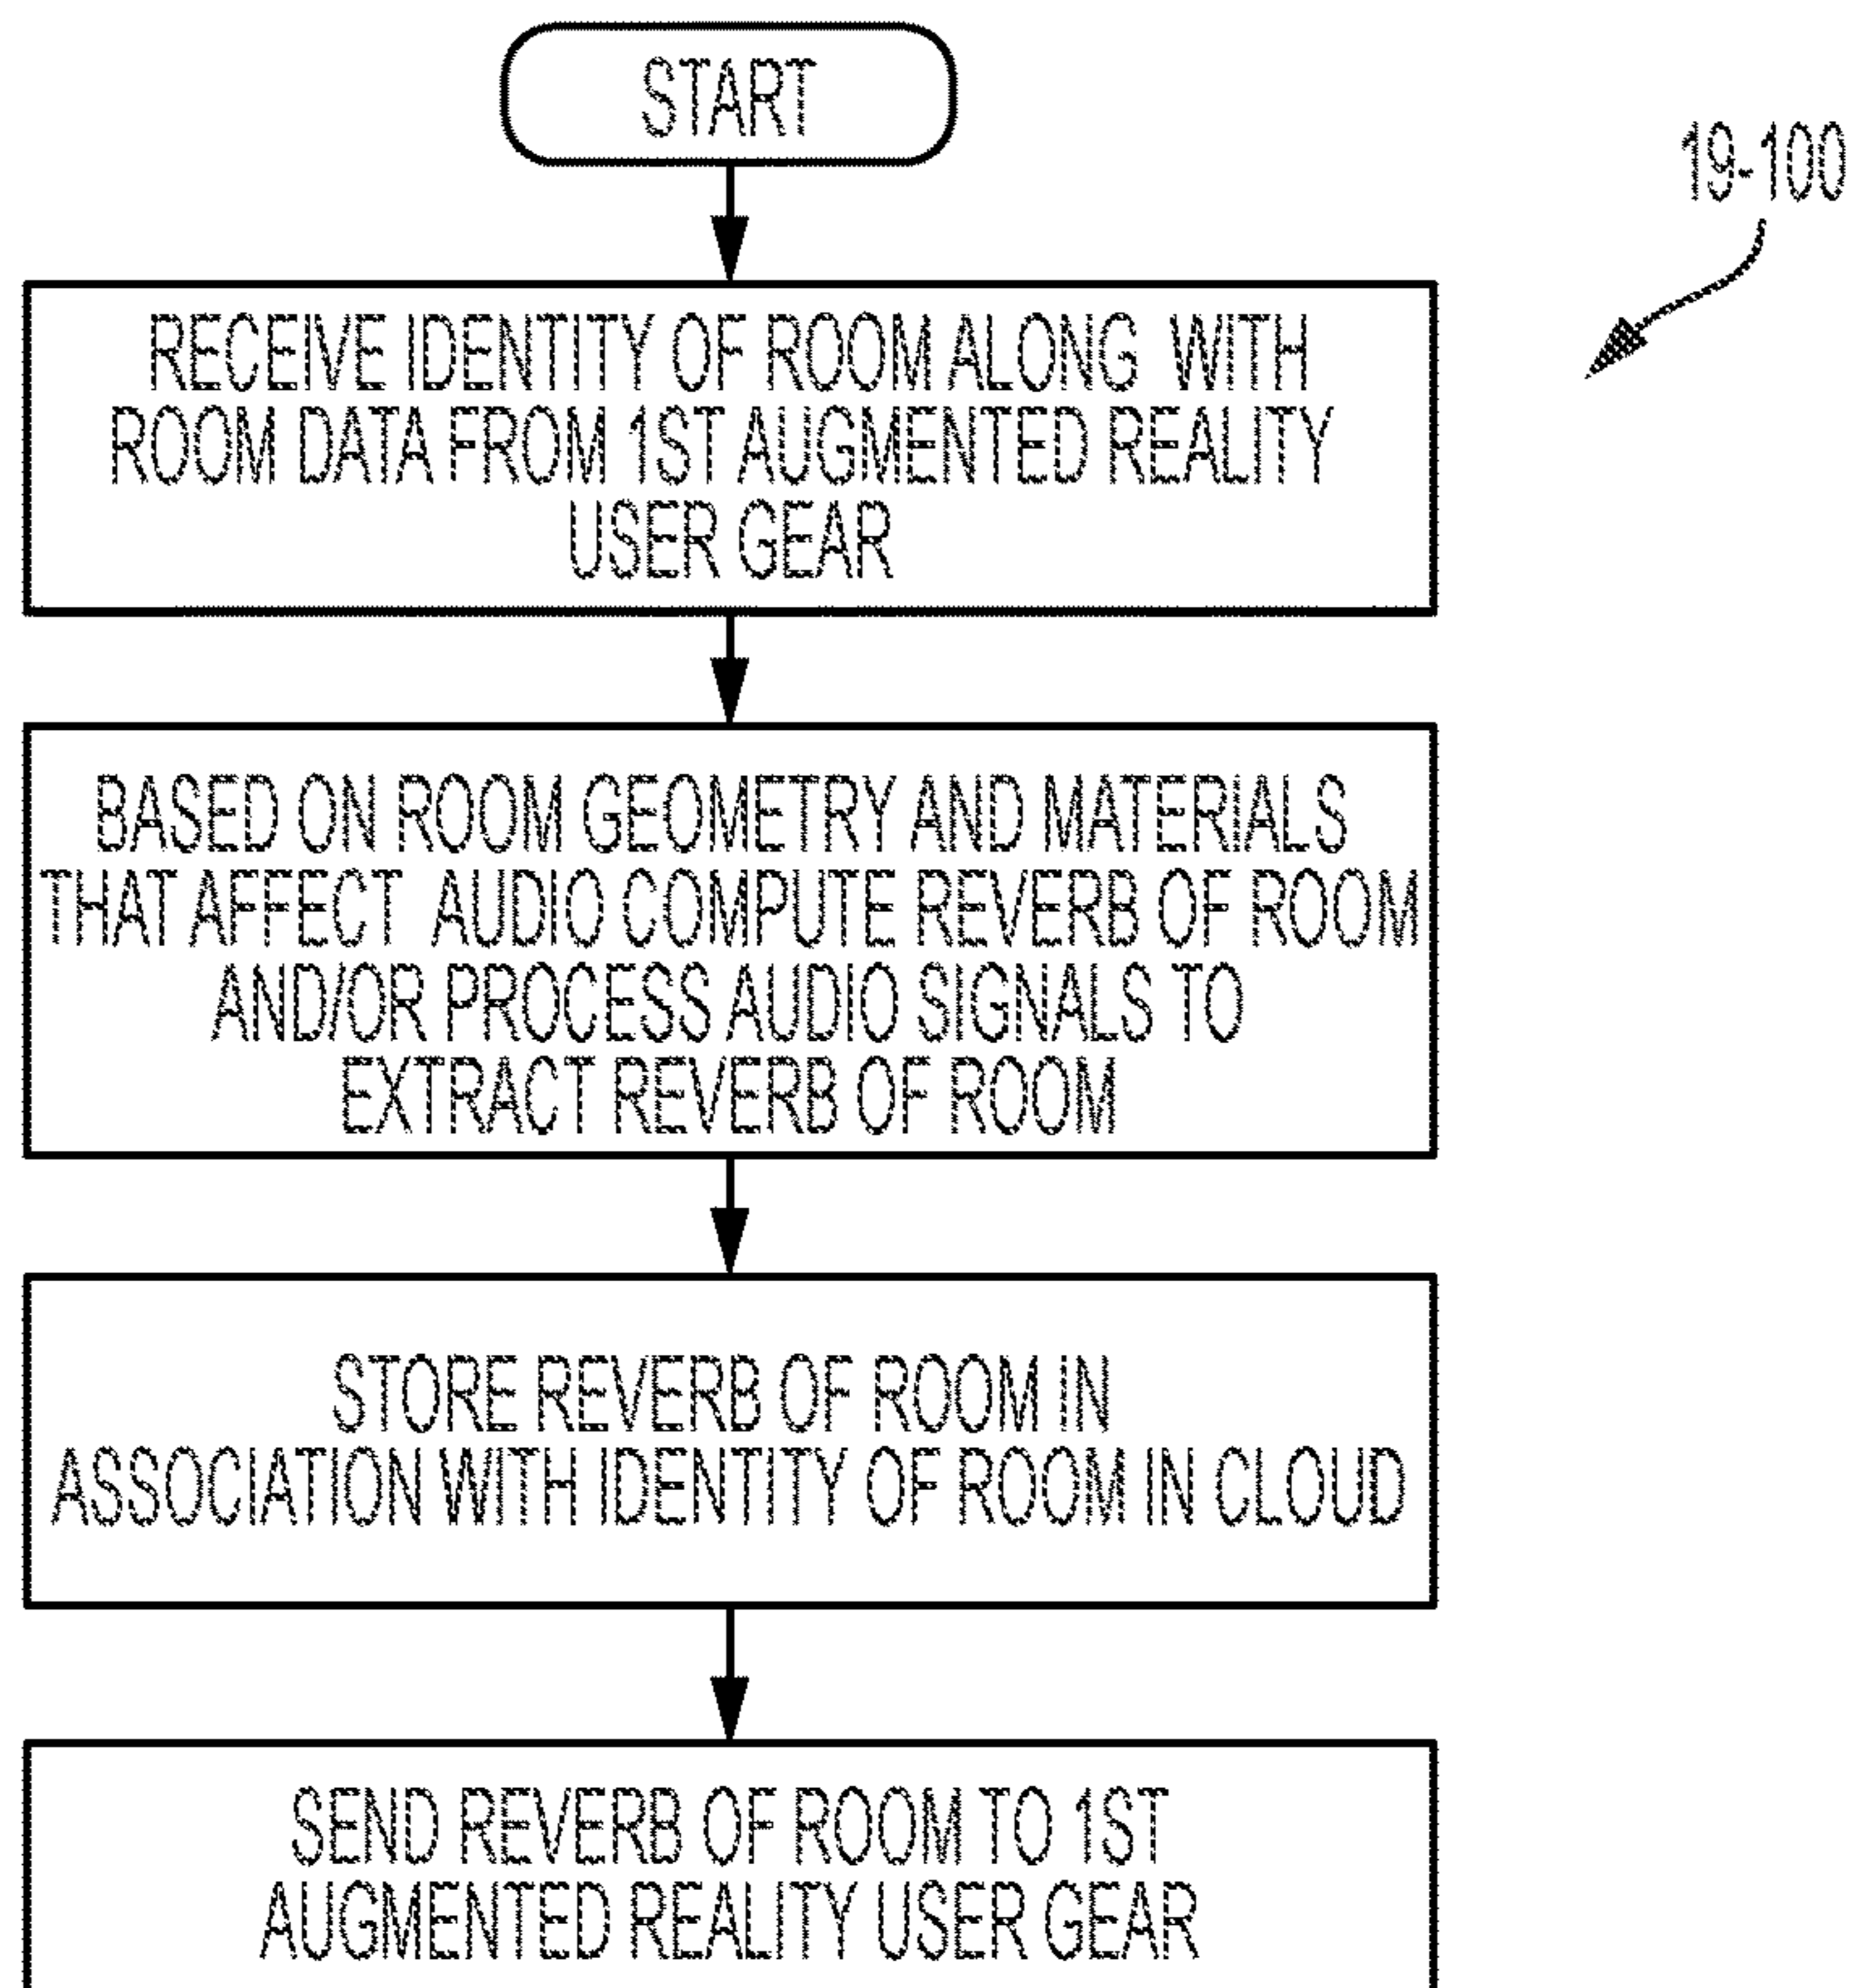 START
19-100
RECEIVE IDENTITY OF ROOM ALONG WITH
ROOM DATA FROM 1ST AUGMENTED REALITY
USER GEAR
BASED ON ROOM GEOMETRY AND MATERIALS
THAT AFFECT AUDIO COMPUTE REVERB OF ROOM
AND/OR PROCESS AUDIO SIGNALS TO
EXTRACT REVERB OF ROOM
STORE REVERB OF ROOM IN
ASSOCIATION WITH IDENTITY OF ROOM IN CLOUD
SEND REVERB OF ROOM TO 1ST
AUGMENTED REALITY USER GEAR